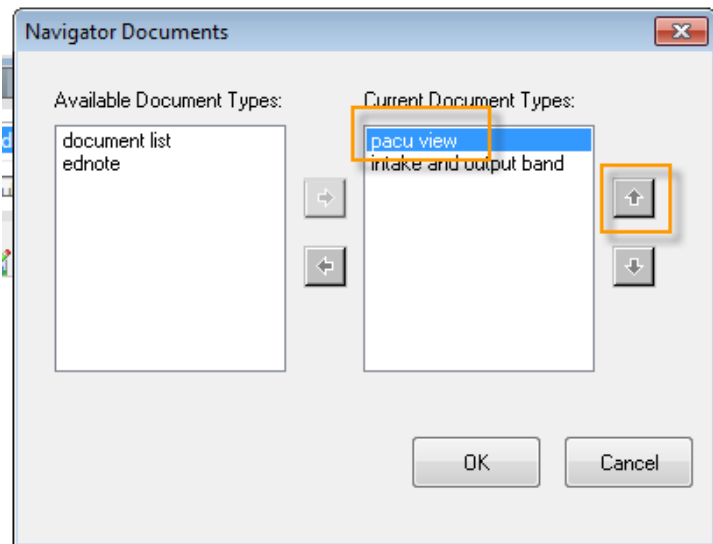 Navigator Documents
Available Document Types:
Current Document Types:
document list
ednote
pacu view
intake and output band
OK
Cancel